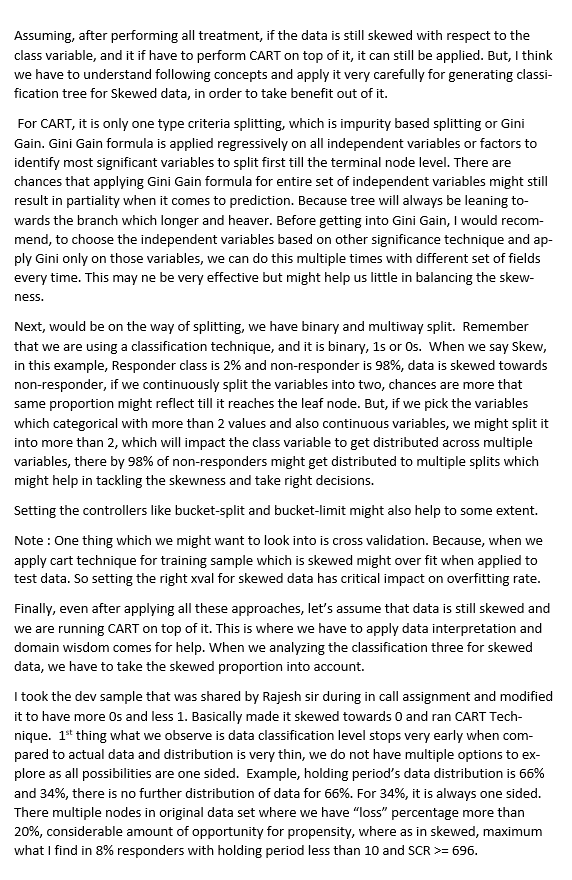 Assuming, after performing all treatment, if the data is still skewed with respect to the
class variable, and it if have to perform CART on top of it, it can still be applied. But, I think
we have to understand following concepts and apply it very carefully for generating classi-
fication tree for Skewed data, in order to take benefit out of it.
For CART, it is only one type criteria splitting, which is impurity based splitting or Gini
Gain. Gini Gain formula is applied regressively on all independent variables or factors to
identify most significant variables to split first till the terminal node level. There are
chances that applying Gini Gain formula for entire set of independent variables might still
result in partiality when it comes to prediction. Because tree will always be leaning to-
wards the branch which longer and heaver. Before getting into Gini Gain, I would recom-
mend, to choose the independent variables based on other significance technique and ap-
ply Gini only on those variables, we can do this multiple times with different set of fields
every time. This may ne be very effective but might help us little in balancing the skew-
ness.
Next, would be on the way of splitting, we have binary and multiway split.  Remember
that we are using a classification technique, and it is binary, 1s or 0s.  When we say Skew,
in this example, Responder class is 2% and non-responder is 98%, data is skewed towards
non-responder, if we continuously split the variables into two, chances are more that
same proportion might reflect till it reaches the leaf node. But, if we pick the variables
which categorical with more than 2 values and also continuous variables, we might split it
into more than 2, which will impact the class variable to get distributed across multiple
variables, there by 98% of non-responders might get distributed to multiple splits which
might help in tackling the skewness and take right decisions.
Setting the controllers like bucket-split and bucket-limit might also help to some extent.
Note : One thing which we might want to look into is cross validation. Because, when we
apply cart technique for training sample which is skewed might over fit when applied to
test data. So setting the right xval for skewed data has critical impact on overfitting rate.
Finally, even after applying all these approaches, let's assume that data is still skewed and
we are running CART on top of it. This is where we have to apply data interpretation and
domain wisdom comes for help. When we analyzing the classification three for skewed
data, we have to take the skewed proportion into account.
I took the dev sample that was shared by Rajesh sir during in call assignment and modified
it to have more 0s and less 1. Basically made it skewed towards 0 and ran CART Tech-
nique.  1st thing what we observe is data classification level stops very early when com-
pared to actual data and distribution is very thin, we do not have multiple options to ex-
plore as all possibilities are one sided.  Example, holding period's data distribution is 66%
and 34%, there is no further distribution of data for 66%. For 34%, it is always one sided.
There multiple nodes in original data set where we have "loss" percentage more than
20%, considerable amount of opportunity for propensity, where as in skewed, maximum
what I find in 8% responders with holding period less than 10 and SCR >= 696.